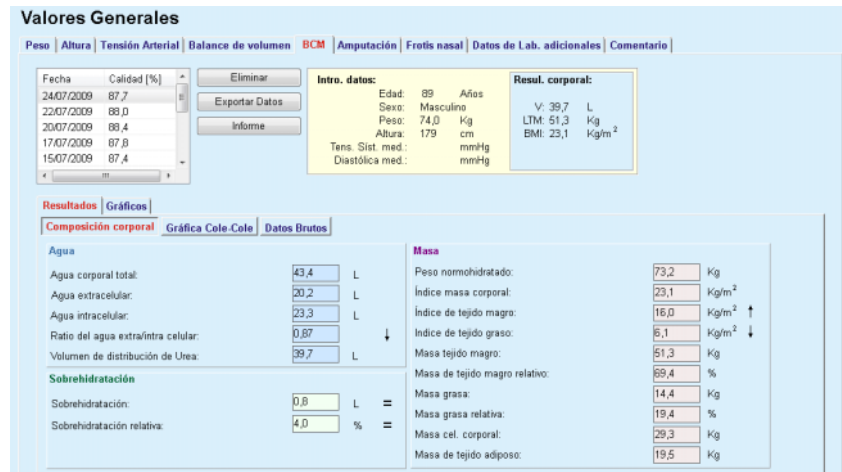 Valores Generales
Peso Altura Tensión Arterial Balance de volumen BCM Amputación Frotis nasal Datos de Lab. adicionales Comentario
Fecha Calidad [%]
24/07/2009 87,7
22/07/2009 88,0
20/07/2009 88,4
17/07/2009 87,8
15/07/2009 87,4
Eliminar
Exportar Datos
Informe
Intro. datos:
Edad: 89 Años
Sexo: Masculino
Peso: 74,0 Kg
Altura: 179 cm
Tens. Síst. med.: mmHg
Diastólica med.: mmHg
Resul. corporal:
V: 39,7 L
LTM: 51,3 Kg
BMI: 23,1 Kg/m²
Resultados Gráficos
Composición corporal Gráfica Cole-Cole Datos Brutos
Agua
Agua corporal total: 43,4 L
Agua extracelular: 20,2 L
Agua intracelular: 23,3 L
Ratio del agua extra/intra celular: 0,87 ↓
Volumen de distribución de Urea: 39,7 L
Sobrehidratación
Sobrehidratación: 0,8 L =
Sobrehidratación relativa: 4,0 % =
Masa
Peso normohidratado: 73,2 Kg
Índice masa corporal: 23,1 Kg/m²
Índice de tejido magro: 16,0 Kg/m² ↑
Indice de tejido graso: 6,1 Kg/m² ↓
Masa tejido magro: 51,3 Kg
Masa de tejido magro relativo: 69,4 %
Masa grasa: 14,4 Kg
Masa grasa relativa: 19,4 %
Masa cel. corporal: 29,3 Kg
Masa de tejido adiposo: 19,5 Kg